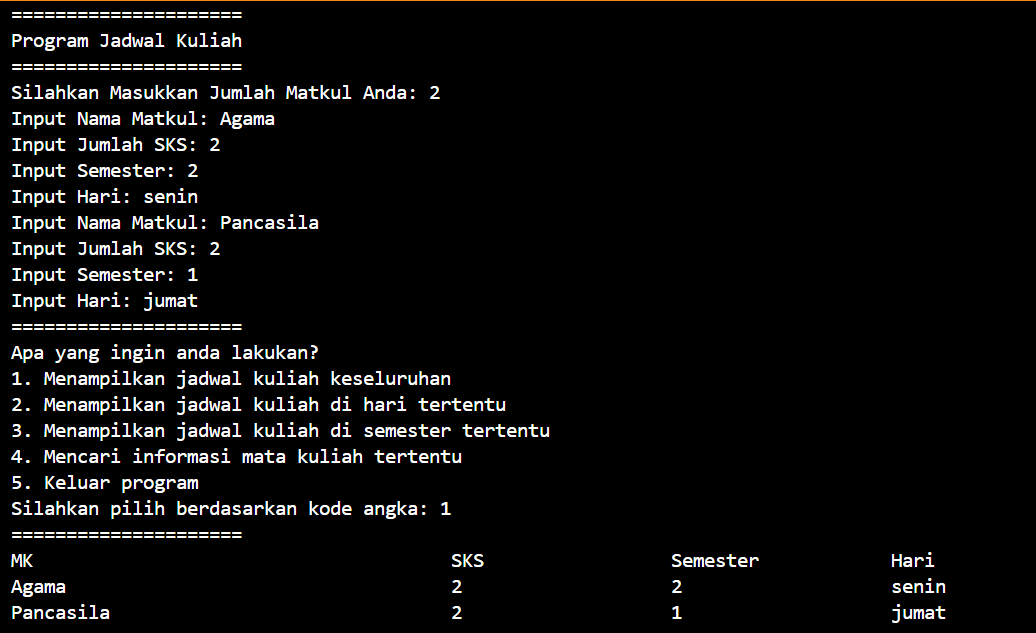 =====================
Program Jadwal Kuliah
=====================
Silahkan Masukkan Jumlah Matkul Anda: 2
Input Nama Matkul: Agama
Input Jumlah SKS: 2
Input Semester: 2
Input Hari: senin
Input Nama Matkul: Pancasila
Input Jumlah SKS: 2
Input Semester: 1
Input Hari: jumat
=====================
Apa yang ingin anda lakukan?
1. Menampilkan jadwal kuliah keseluruhan
2. Menampilkan jadwal kuliah di hari tertentu
3. Menampilkan jadwal kuliah di semester tertentu
4. Mencari informasi mata kuliah tertentu
5. Keluar program
Silahkan pilih berdasarkan kode angka: 1
=====================
MK                                      SKS                 Semester            Hari
Agama                                   2                   2                   senin
Pancasila                               2                   1                   jumat